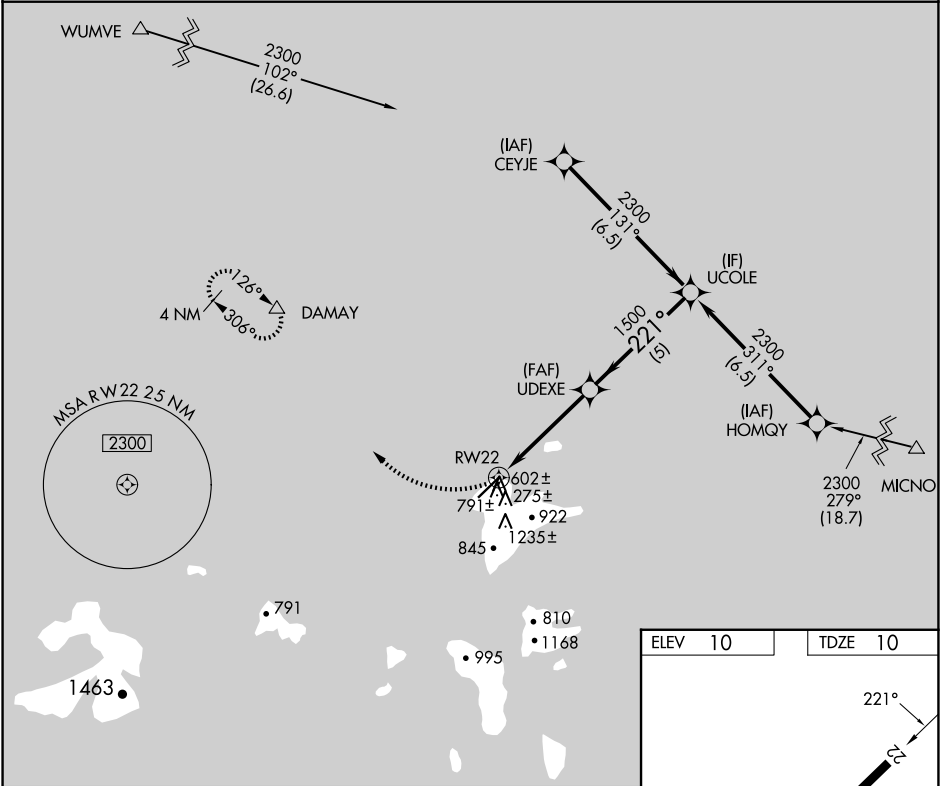 WUMVE
2300
102°
(26.6)
(IAF)
CEYJE
2300
131°
(6.5)
(IF)
UCOLE
126°
4 NM
306°
DAMAY
1500
221°
(5)
2300
311°
(6.5)
(FAF)
UDEXE
(IAF)
HOMQY
MSA RW22 25 NM
2300
RW22
2300
279°
(18.7)
MICNO
602±
791±
275±
922
1235±
845
791
810
1168
995
1463
ELEV 10
TDZE 10
221°
22